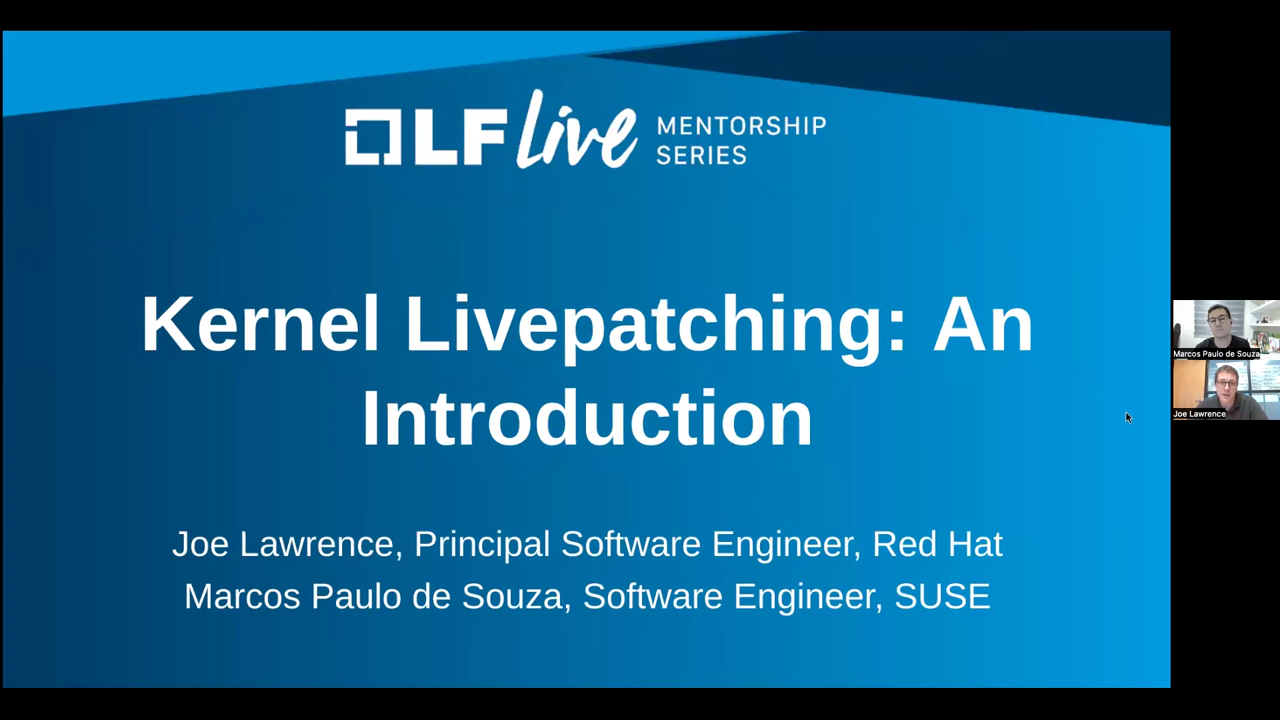 LF Live MENTORSHIP
SERIES
Kernel Livepatching: An
Introduction
Joe Lawrence, Principal Software Engineer, Red Hat
Marcos Paulo de Souza, Software Engineer, SUSE
Marcos Paulo de Souza
Joe Lawrence